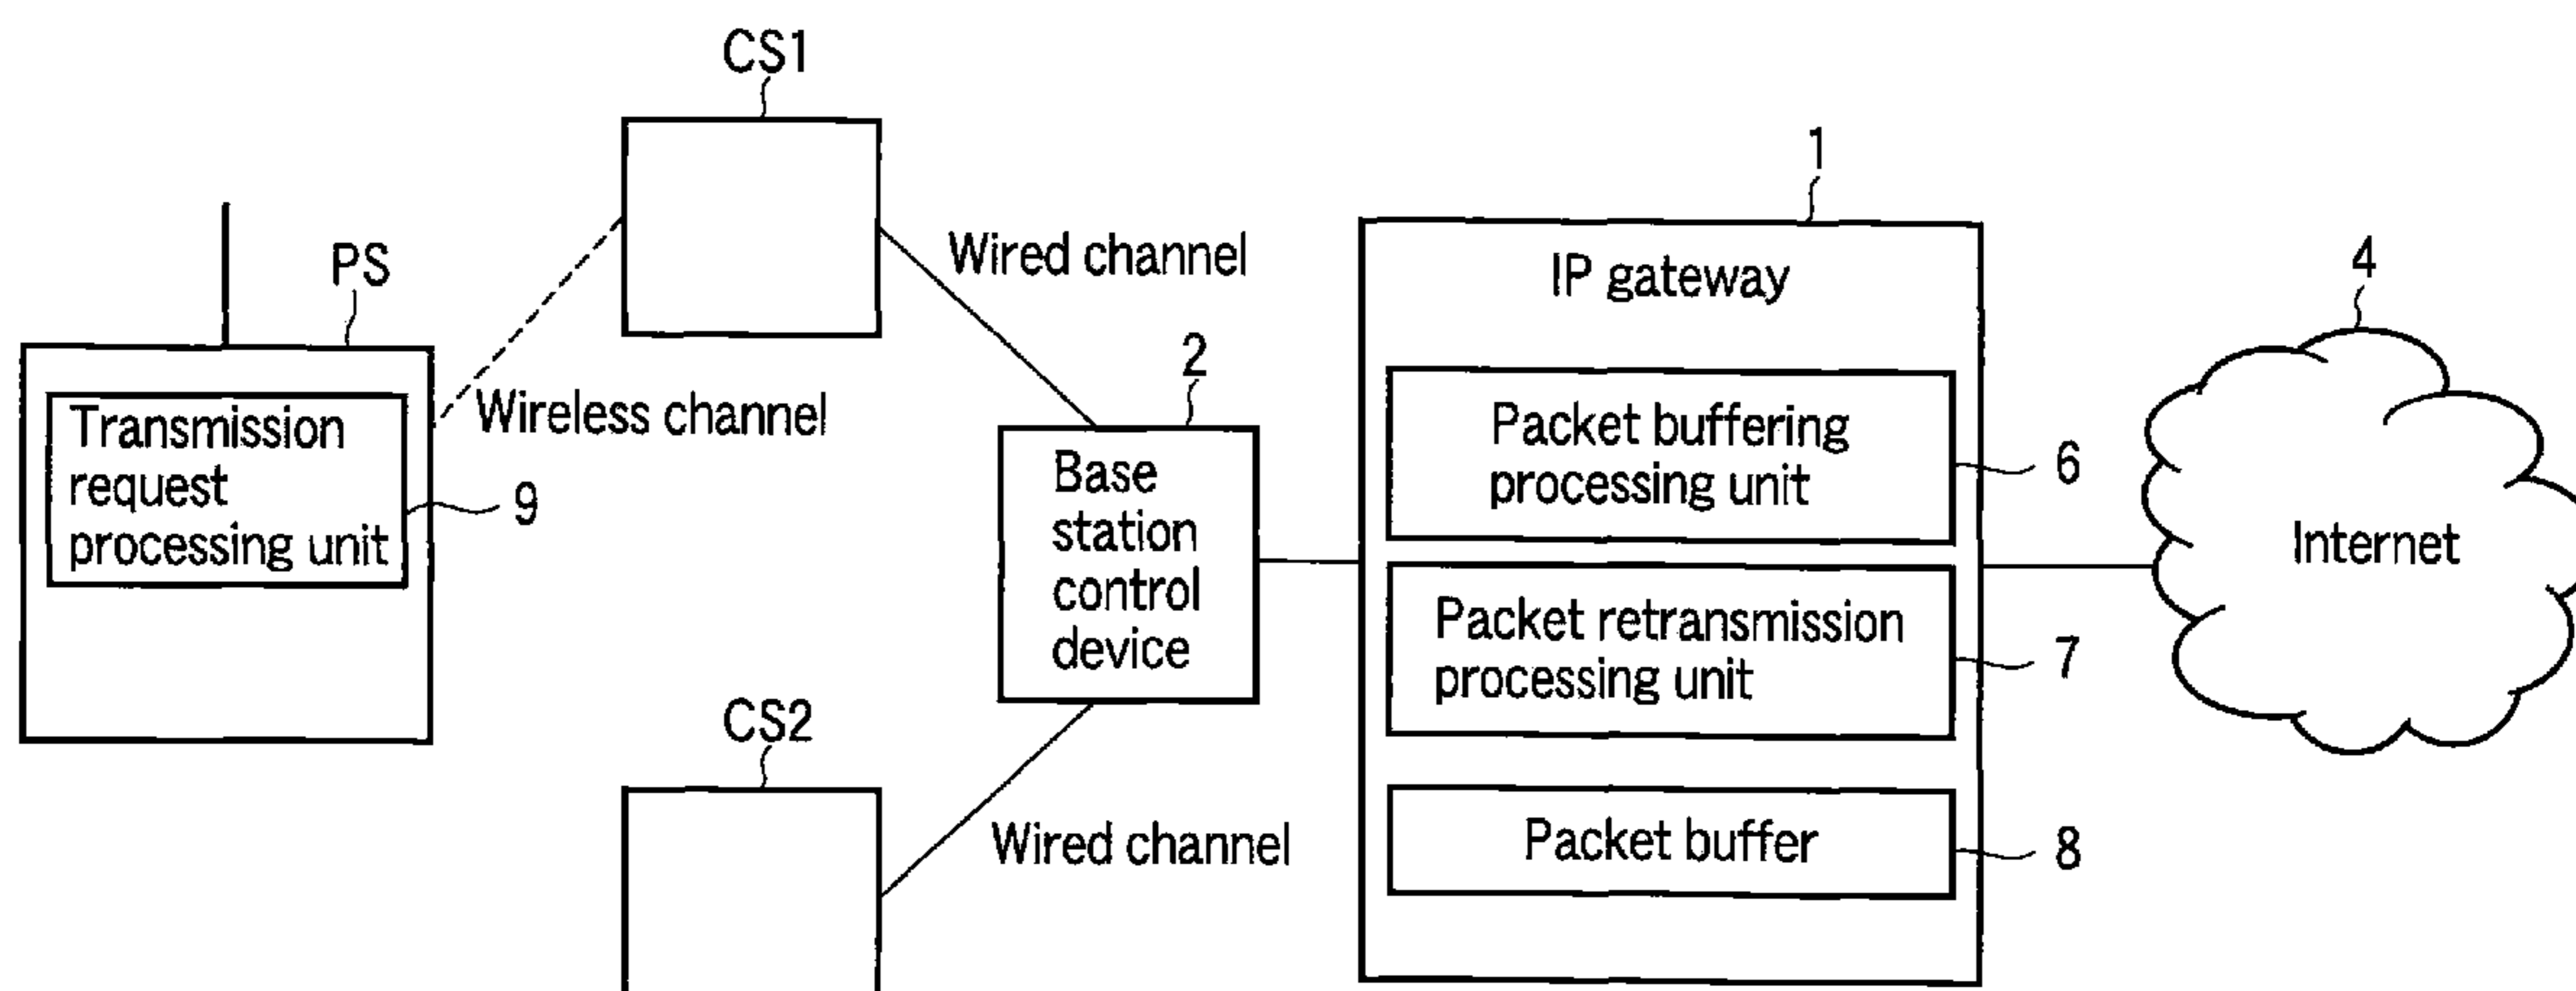 CS1
1
Wired channel
PS
IP gateway
4
2
Wireless channel
Transmission
request
processing unit
9
Base
station
control
device
Packet buffering
processing unit
6
Internet
Packet retransmission
processing unit
7
CS2
Wired channel
Packet buffer
8